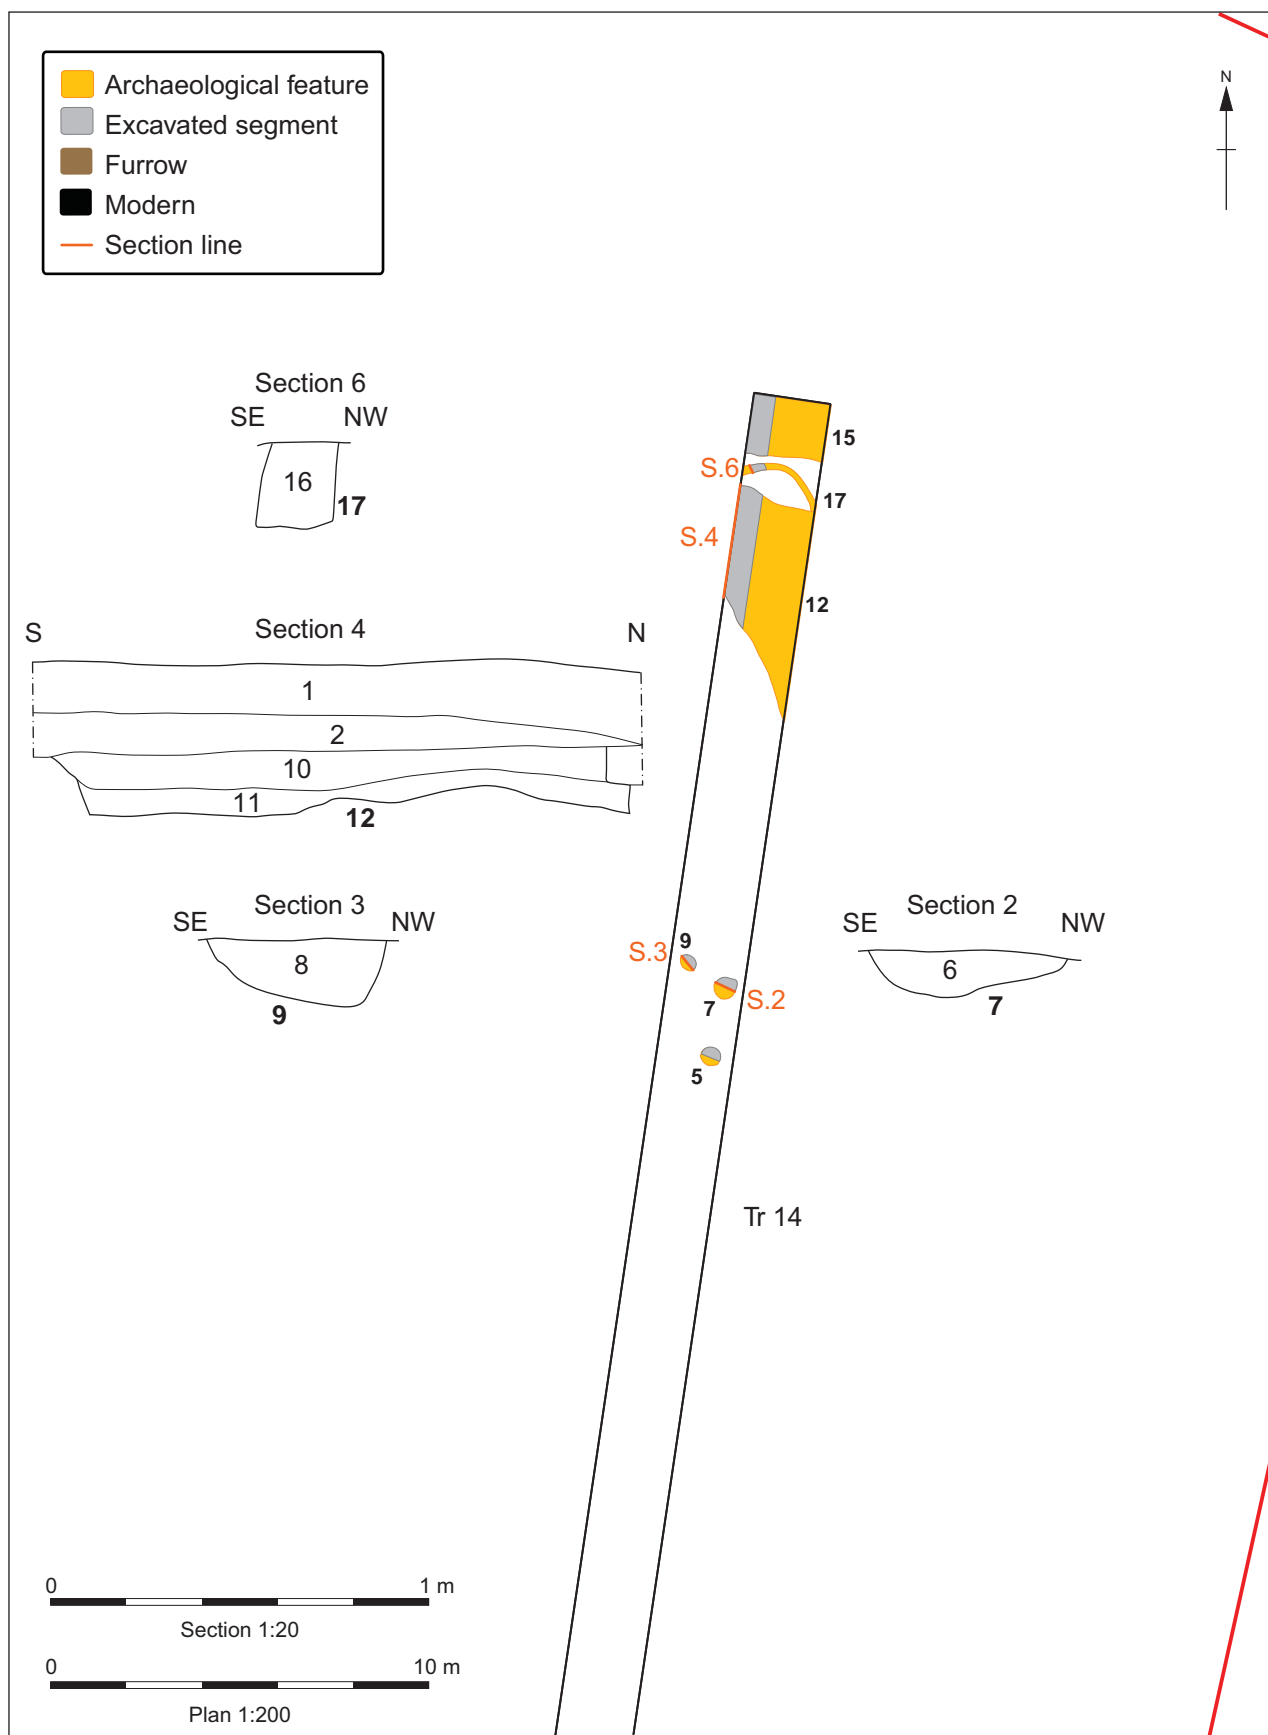 Archaeological feature
Excavated segment
Furrow
Modern
Section line
N
Section 6
SE NW
16
17
S.6
15
17
S.4
12
Section 4
S N
1
2
10
11
12
Section 3
SE NW
8
9
S.3
9
7
S.2
5
Section 2
SE NW
6
7
Tr 14
0 1 m
Section 1:20
0 10 m
Plan 1:200